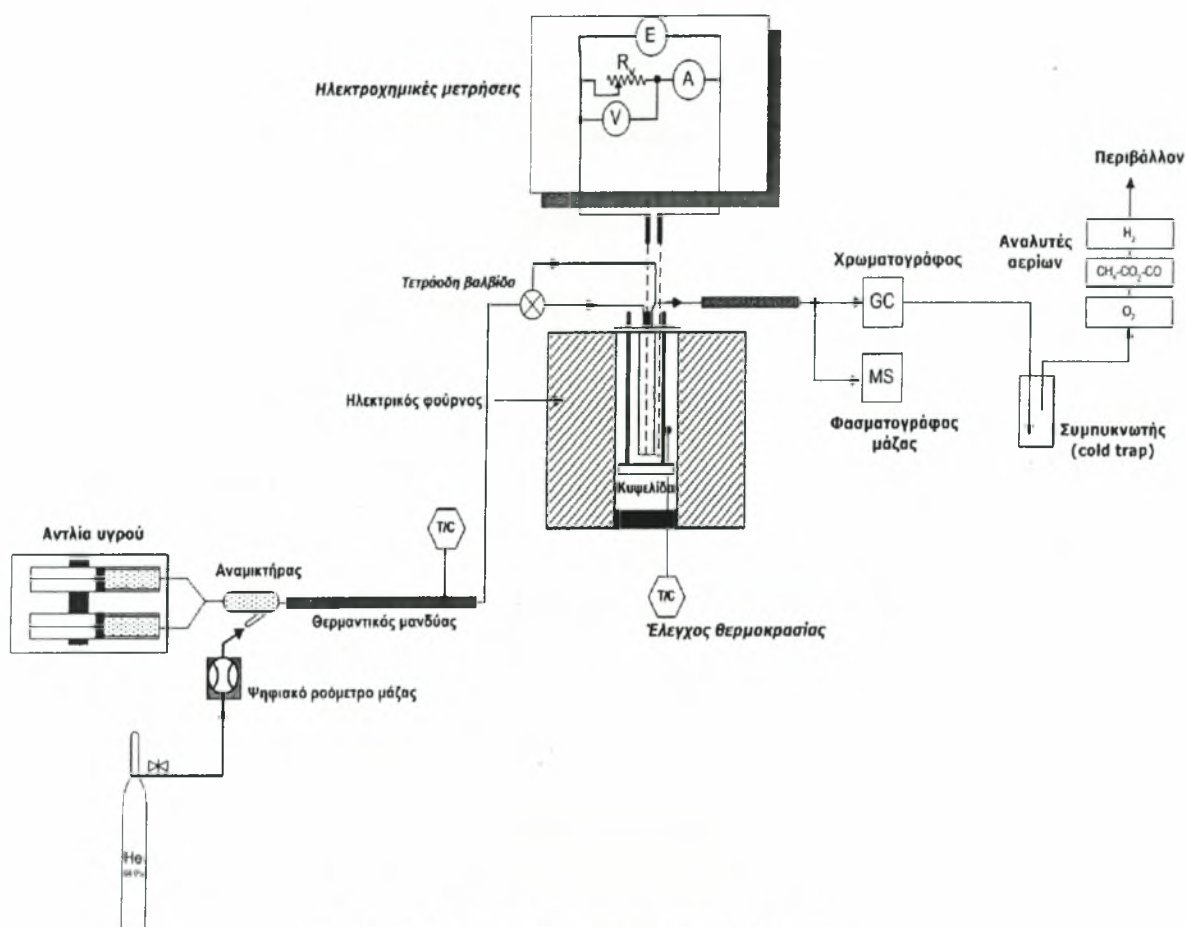 E
Rᵥ
A
V
Ηλεκτροχημικές μετρήσεις
Περιβάλλον
H₂
Αναλυτές
αερίων
CH₄-CO₂-CO
O₂
Τετράοδη βαλβίδα
Χρωματογράφος
GC
MS
Φασματογράφος
μάζας
Συμπυκνωτής
(cold trap)
Ηλεκτρικός φούρνος
Κυψελίδα
T/C
T/C
Έλεγχος θερμοκρασίας
Αντλία υγρού
Αναμικτήρας
Θερμαντικός μανδύας
Ψηφιακό ροόμετρο μάζας
He